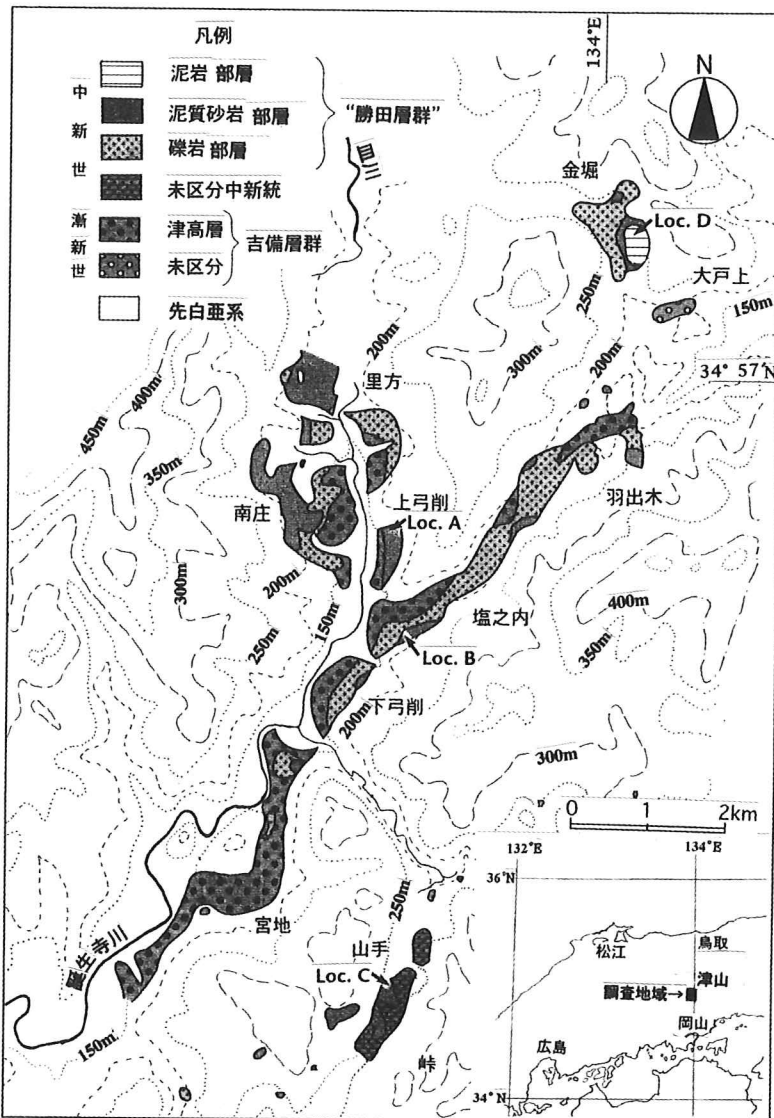 凡例
中新世
泥岩 部層
泥質砂岩 部層
礫岩 部層
"勝田層群"
未区分中新統
漸新世
津高層
未区分
吉備層群
先白亜系
134°E
N
金堀
Loc. D
250m
大戸上
150m
300m
200m
34° 57'N
200m
里方
400m
450m
350m
南庄
上弓削
Loc. A
羽出木
300m
200m
150m
250m
塩之内
400m
350m
Loc. B
下弓削
200m
300m
0 1 2km
宮地
誕生寺川
150m
250m
山手
Loc. C
峠
132°E
134°E
36°N
松江
鳥取
津山
調査地域→
岡山
広島
34°N